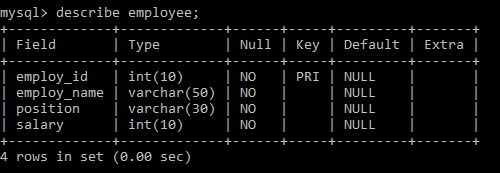 mysql> describe employee;
+-------------+-------------+------+-----+---------+-------+
| Field       | Type        | Null | Key | Default | Extra |
+-------------+-------------+------+-----+---------+-------+
| employ_id   | int(10)     | NO   | PRI | NULL    |       |
| employ_name | varchar(50) | NO   |     | NULL    |       |
| position    | varchar(30) | NO   |     | NULL    |       |
| salary      | int(10)     | NO   |     | NULL    |       |
+-------------+-------------+------+-----+---------+-------+
4 rows in set (0.00 sec)